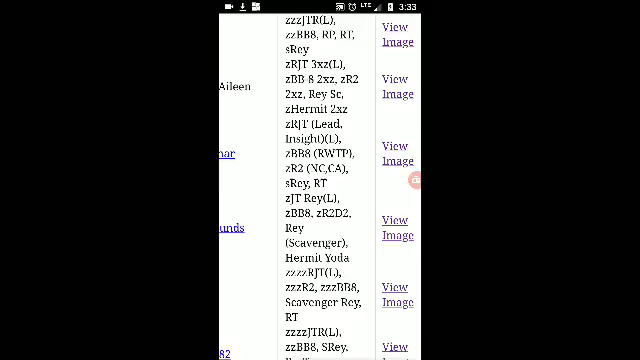 LTE 3:33
zzzJTR(L),
zzBB8, RP, RT,
sRey
View
Image
zRJT 3xz(L),
zBB-8 2xz, zR2
2xz, Rey Sc,
zHermit 2xz
Aileen
View
Image
zRJT (Lead,
Insight)(L),
zBB8 (RWTP),
zR2 (NC,CA),
sRey, RT
nar
View
Image
zJT Rey(L),
zBB8, zR2D2,
Rey
(Scavenger),
Hermit Yoda
unds
View
Image
zzzzRJT(L),
zzzR2, zzzBB8,
Scavenger Rey,
RT
View
Image
zzzzJTR(L),
zzBB8, SRey,
82
View